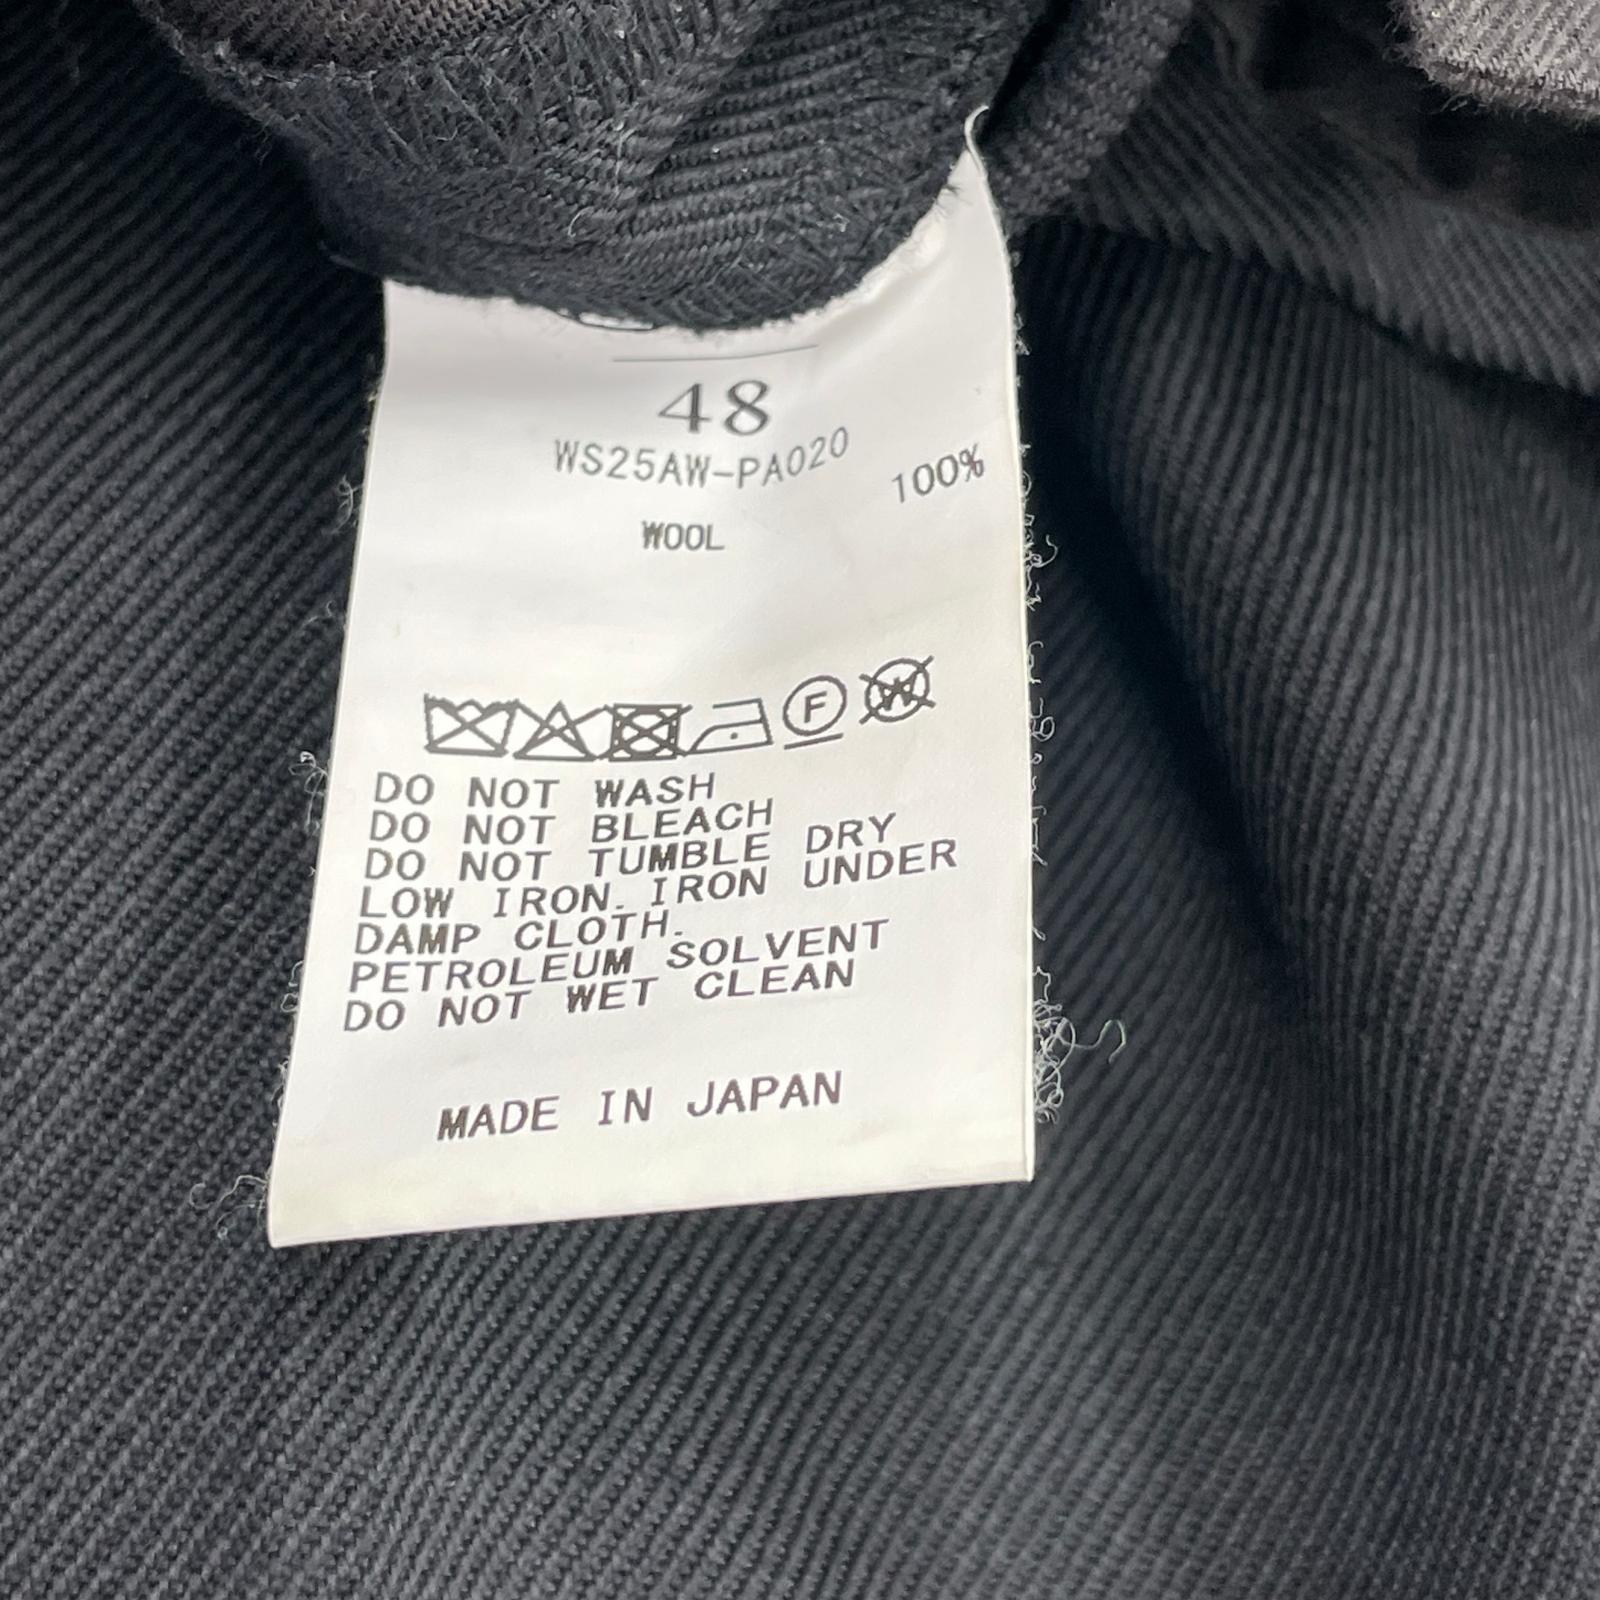 48
WS25AW-PA020
WOOL 100%
F W
DO NOT WASH
DO NOT BLEACH
DO NOT TUMBLE DRY
LOW IRON. IRON UNDER
DAMP CLOTH.
PETROLEUM SOLVENT
DO NOT WET CLEAN
MADE IN JAPAN